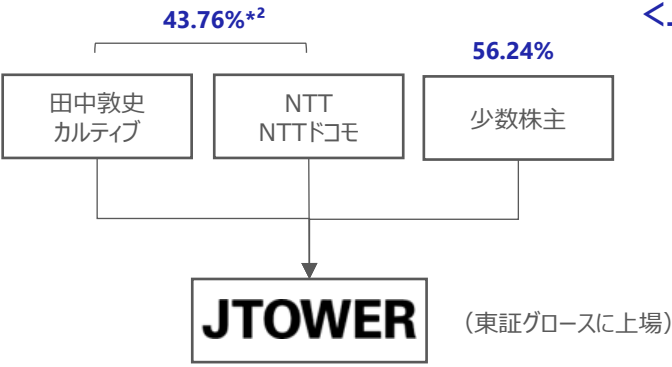 43.76%*²
<.
56.24%
田中敦史
カルティブ
NTT
NTTドコモ
少数株主
JTOWER
(東証グロースに上場)